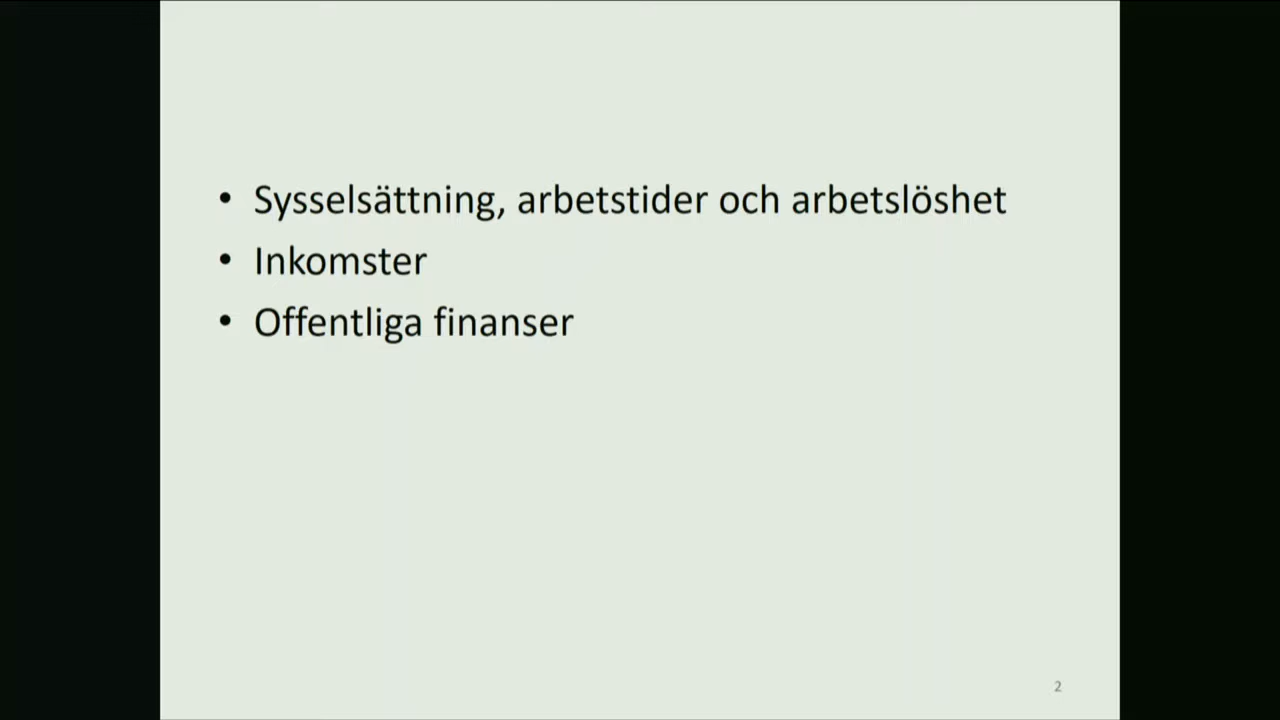 • Sysselsättning, arbetstider och arbetslöshet
• Inkomster
• Offentliga finanser
2